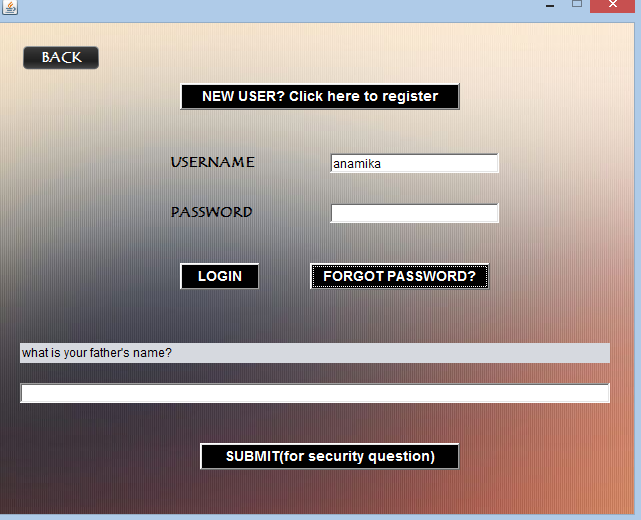 BACK
NEW USER? Click here to register
USERNAME
anamika
PASSWORD
LOGIN
FORGOT PASSWORD?
what is your father's name?
SUBMIT(for security question)